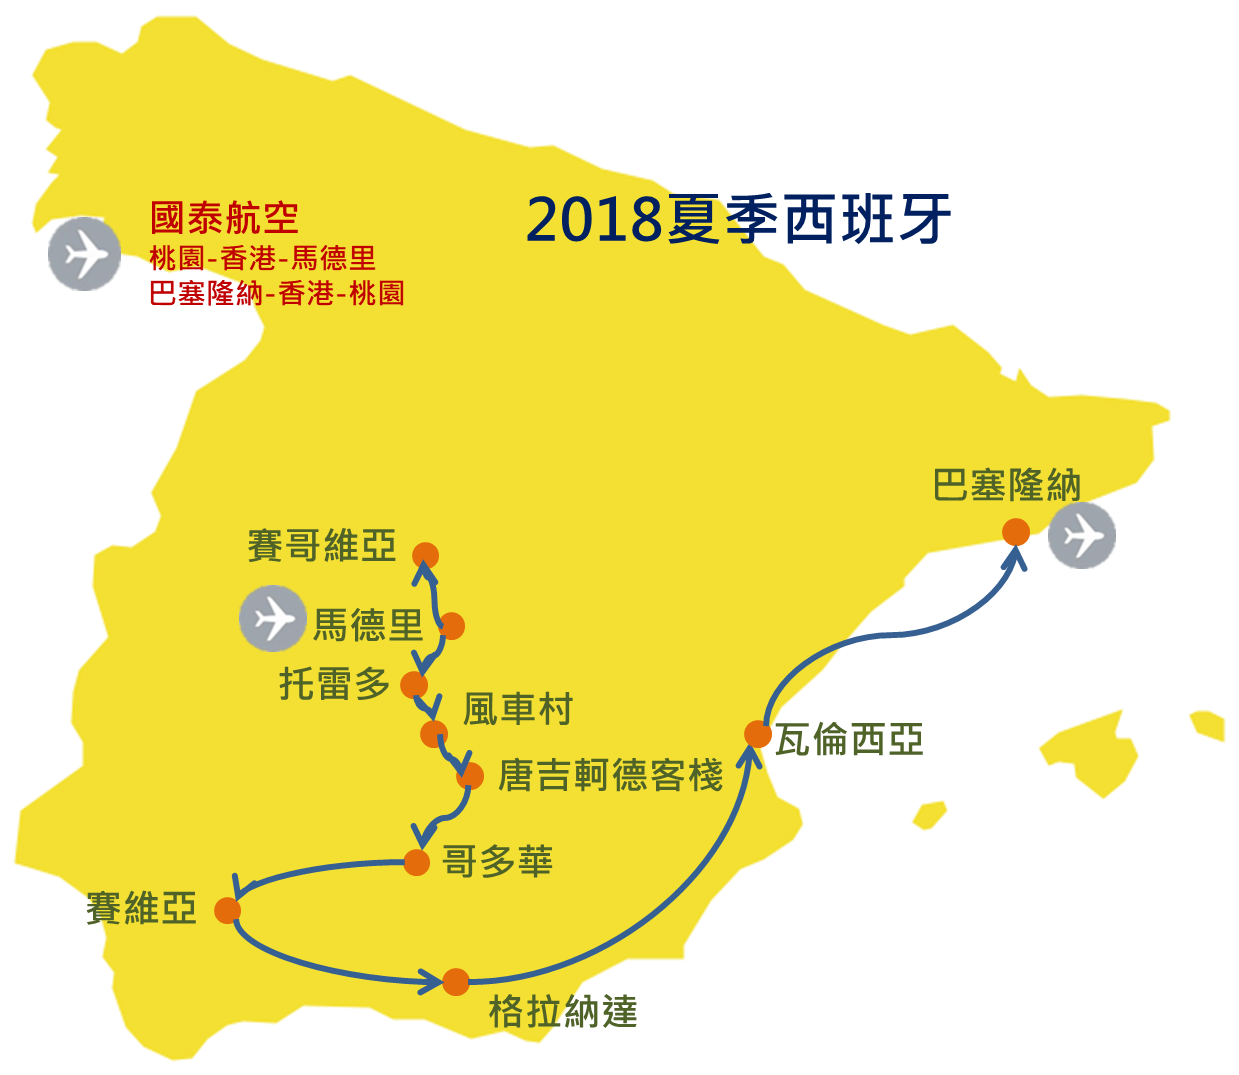 2018夏季西班牙
國泰航空
桃園-香港-馬德里
巴塞隆納-香港-桃園
巴塞隆納
賽哥維亞
馬德里
托雷多
風車村
瓦倫西亞
唐吉軻德客棧
哥多華
賽維亞
格拉納達